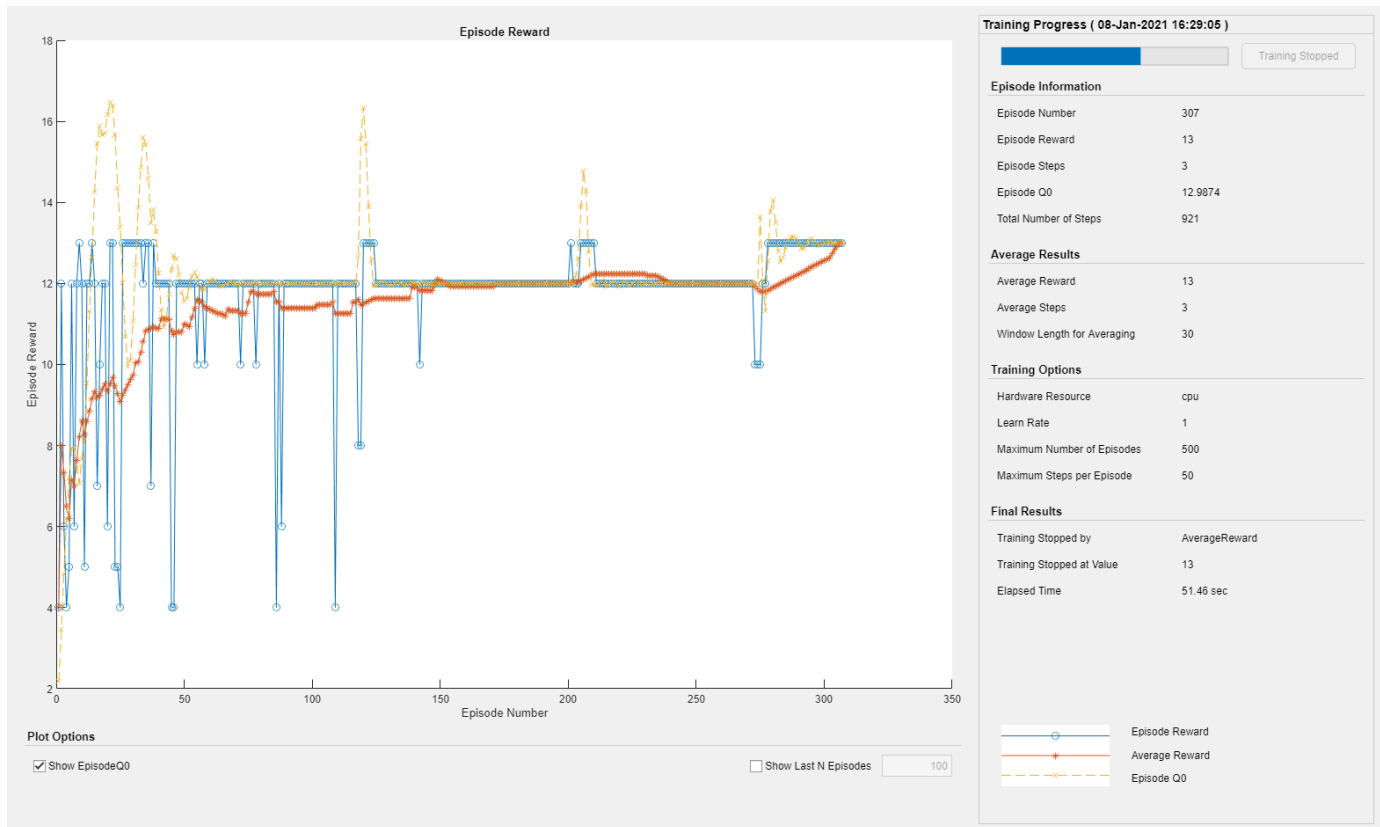 Episode Reward
18
16
14
12
10
8
6
4
2
Episode Reward
0 50 100 150 200 250 300 350
Episode Number
Plot Options
Show EpisodeQ0
Show Last N Episodes 100
Training Progress ( 08-Jan-2021 16:29:05 )
Training Stopped
Episode Information
Episode Number 307
Episode Reward 13
Episode Steps 3
Episode Q0 12.9874
Total Number of Steps 921
Average Results
Average Reward 13
Average Steps 3
Window Length for Averaging 30
Training Options
Hardware Resource cpu
Learn Rate 1
Maximum Number of Episodes 500
Maximum Steps per Episode 50
Final Results
Training Stopped by AverageReward
Training Stopped at Value 13
Elapsed Time 51.46 sec
Episode Reward
Average Reward
Episode Q0